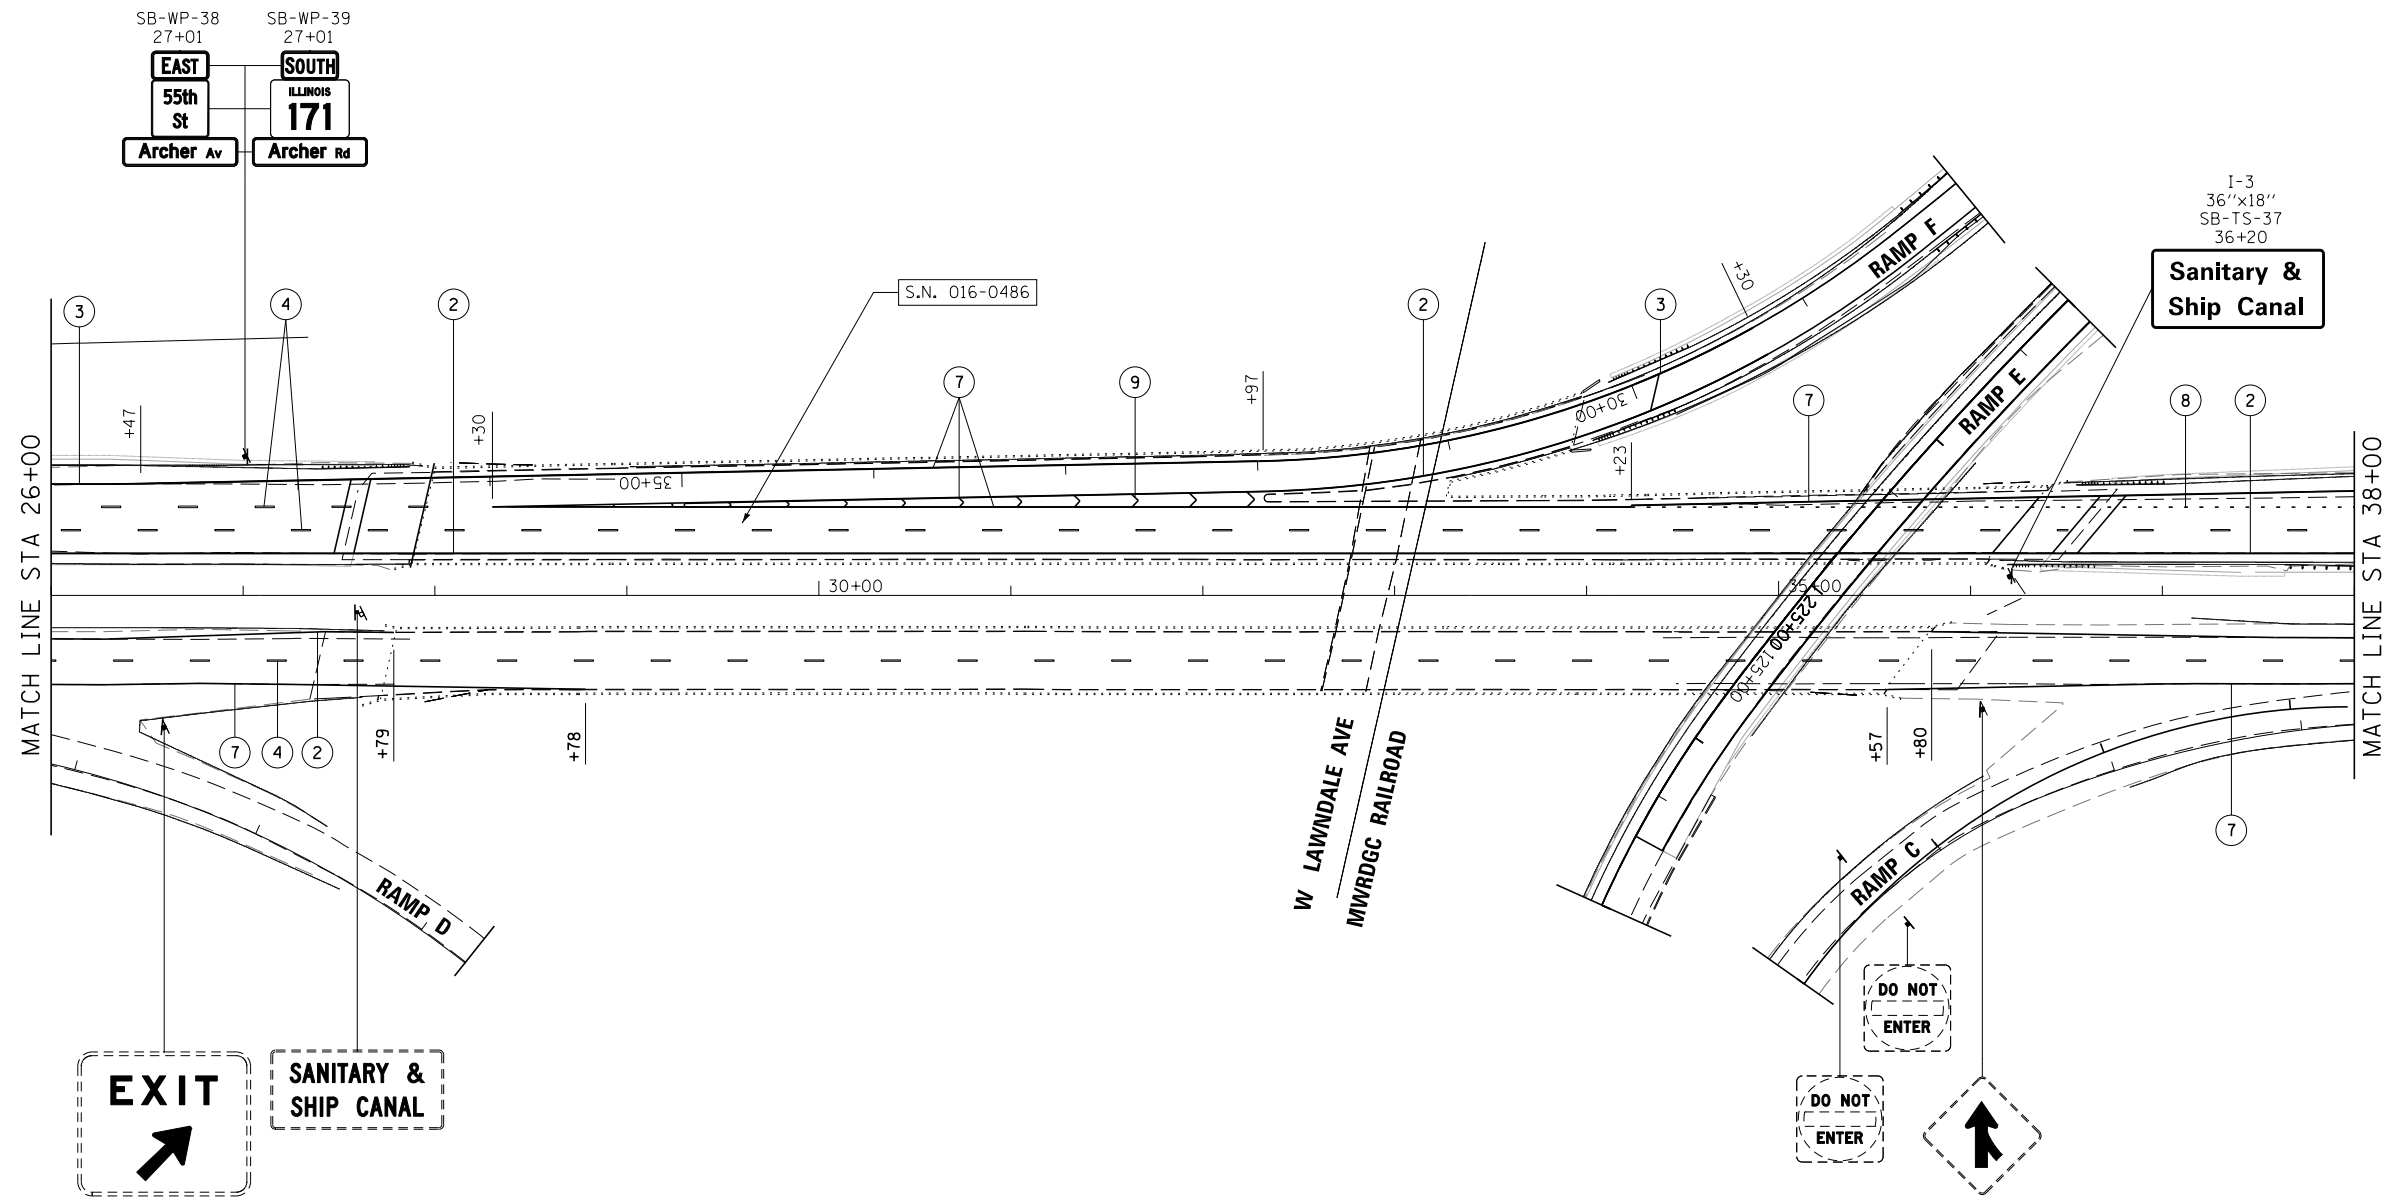 SB-WP-38
27+01
EAST
55th
St
Archer Av
SB-WP-39
27+01
SOUTH
ILLINOIS
171
Archer Rd
I-3
36''x18''
SB-TS-37
36+20
Sanitary &
Ship Canal
S.N. 016-0486
3
4
2
7
9
2
3
7
8
2
+47
+30
+97
+23
+30
RAMP F
RAMP E
35+00
30+00
MATCH LINE STA 26+00
MATCH LINE STA 38+00
30+00
35+00
1225+00
125+00
7
4
2
+79
+78
+57
+80
7
W LAWNDALE AVE
MWRDGC RAILROAD
RAMP D
RAMP C
EXIT
SANITARY &
SHIP CANAL
DO NOT
ENTER
DO NOT
ENTER